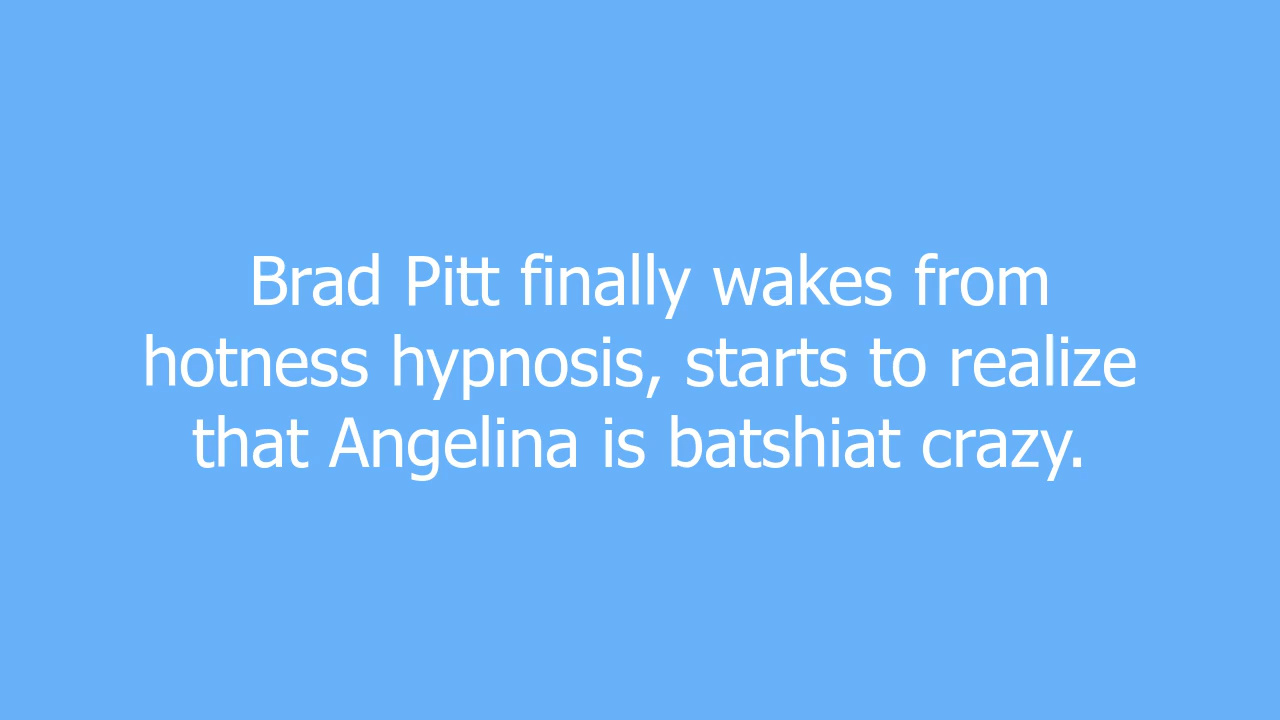 Brad Pitt finally wakes from
hotness hypnosis, starts to realize
that Angelina is batshiat crazy.